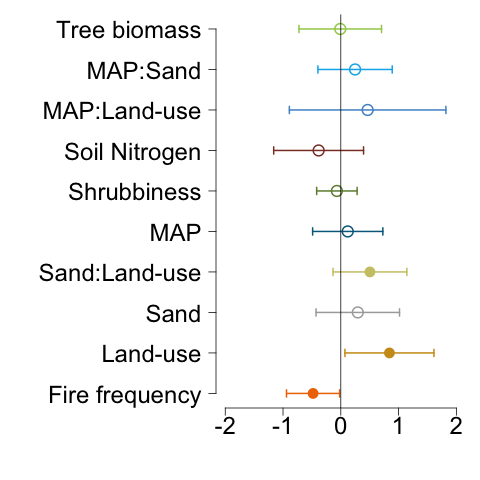 Tree biomass
MAP:Sand
MAP:Land-use
Soil Nitrogen
Shrubbiness
MAP
Sand:Land-use
Sand
Land-use
Fire frequency
-2 -1 0 1 2